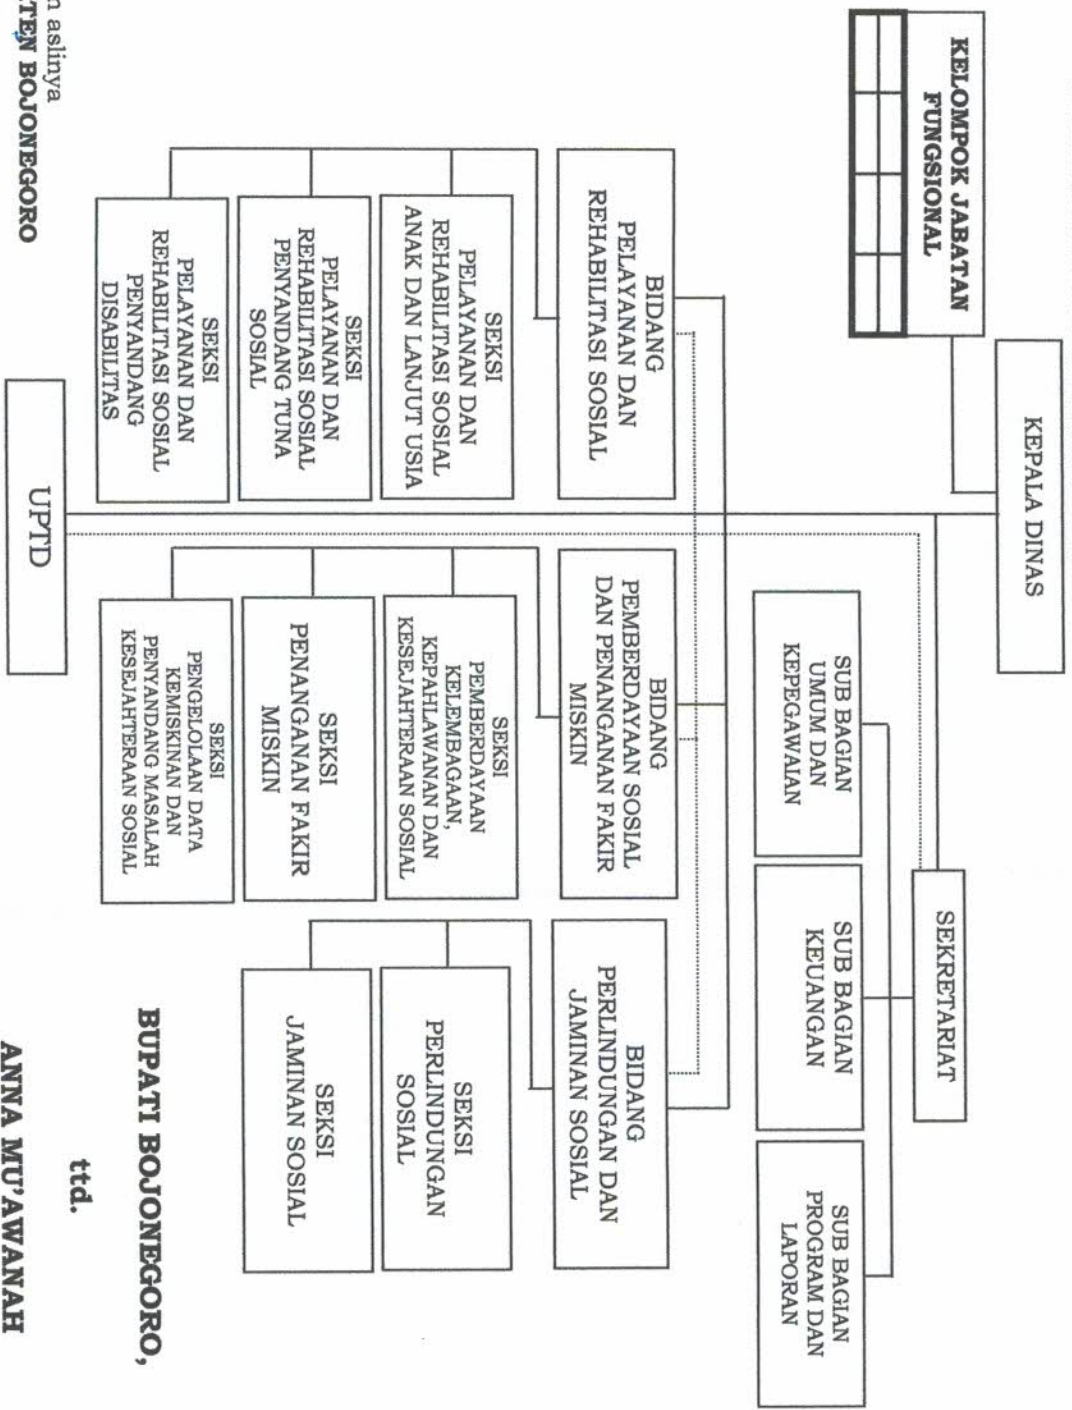 KEPALA DINAS
KELOMPOK JABATAN
FUNGSIONAL
SEKRETARIAT
SUB BAGIAN
UMUM DAN
KEPEGAWAIAN
SUB BAGIAN
KEUANGAN
SUB BAGIAN
PROGRAM DAN
LAPORAN
BIDANG
PELAYANAN DAN
REHABILITASI SOSIAL
BIDANG
PEMBERDAYAAN SOSIAL
DAN PENANGANAN FAKIR
MISKIN
BIDANG
PERLINDUNGAN DAN
JAMINAN SOSIAL
SEKSI
PELAYANAN DAN
REHABILITASI SOSIAL
ANAK DAN LANJUT USIA
SEKSI
PEMBERDAYAAN
KELEMBAGAAN,
KEPAHLAWANAN DAN
KESEJAHTERAAN SOSIAL
SEKSI
PERLINDUNGAN
SOSIAL
SEKSI
PELAYANAN DAN
REHABILITASI SOSIAL
PENYANDANG TUNA
SOSIAL
SEKSI
PENANGANAN FAKIR
MISKIN
SEKSI
JAMINAN SOSIAL
SEKSI
PELAYANAN DAN
REHABILITASI SOSIAL
PENYANDANG
DISABILITAS
SEKSI
PENGELOLAAN DATA
KEMISKINAN DAN
PENYANDANG MASALAH
KESEJAHTERAAN SOSIAL
UPTD
BUPATI BOJONEGORO,
ttd.
ANNA MU'AWANAH
aslinya
BOJONEGORO